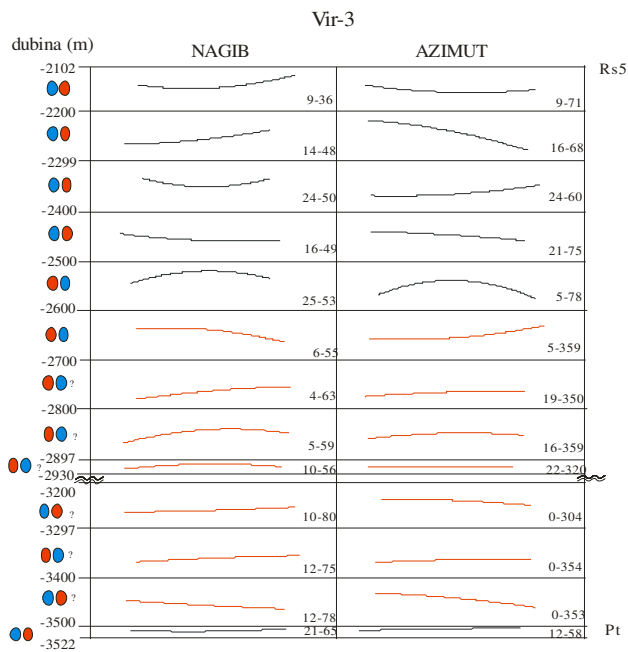 Vir-3
dubina (m)
NAGIB AZIMUT
-2102 Rs5
9-36 9-71
-2200
14-48 16-68
-2299
24-50 24-60
-2400
16-49 21-75
-2500
25-53 5-78
-2600
6-55 5-359
-2700
? 4-63 19-350
-2800
? 5-59 16-359
-2897
? 10-56 22-320
-2930
-3200
? 10-80 0-304
-3297
? 12-75 0-354
-3400
? 12-78 0-353
-3500
21-65 12-58 Pt
-3522